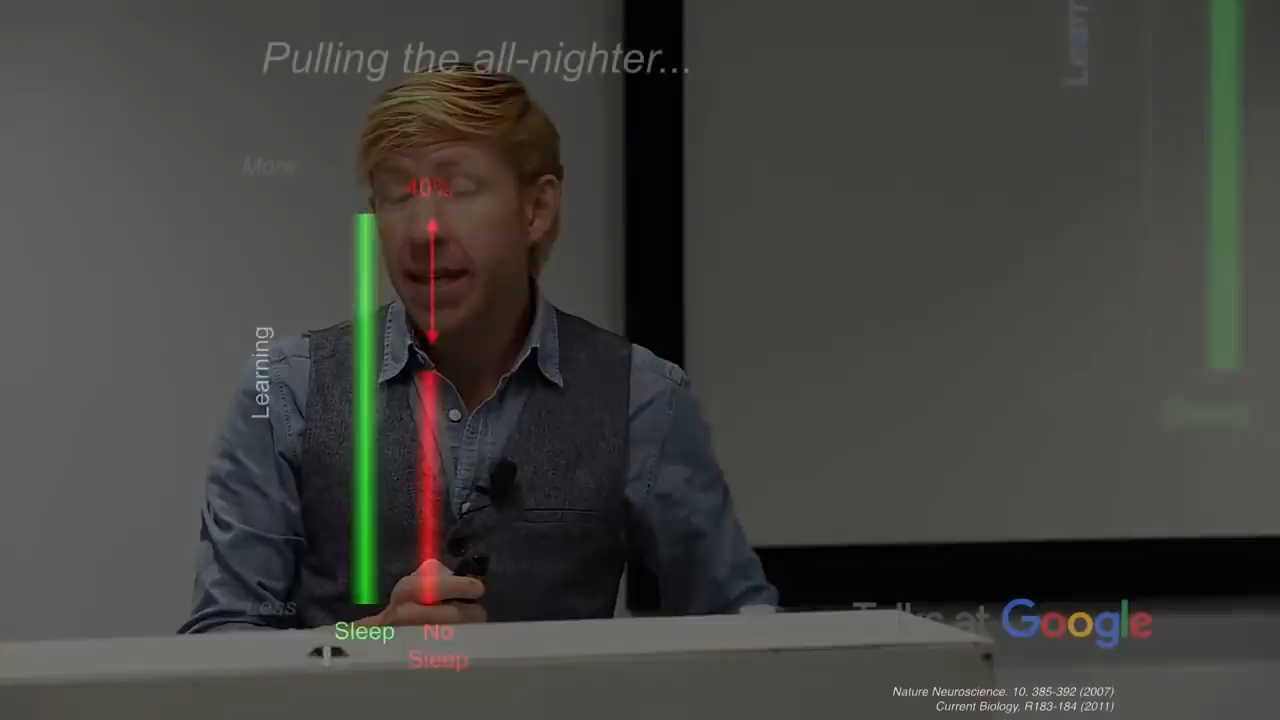 Pulling the all-nighter...
Lear
More
40%
Learning
Less
Sleep
No
Sleep
Talks at Google
Nature Neuroscience. 10. 385-392 (2007)
Current Biology, R183-184 (2011)